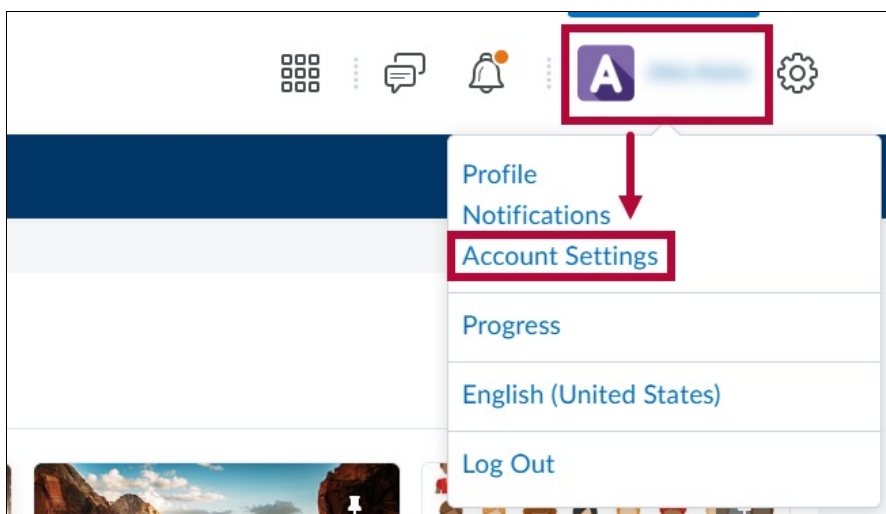 A
Profile
Notifications
Account Settings
Progress
English (United States)
Log Out